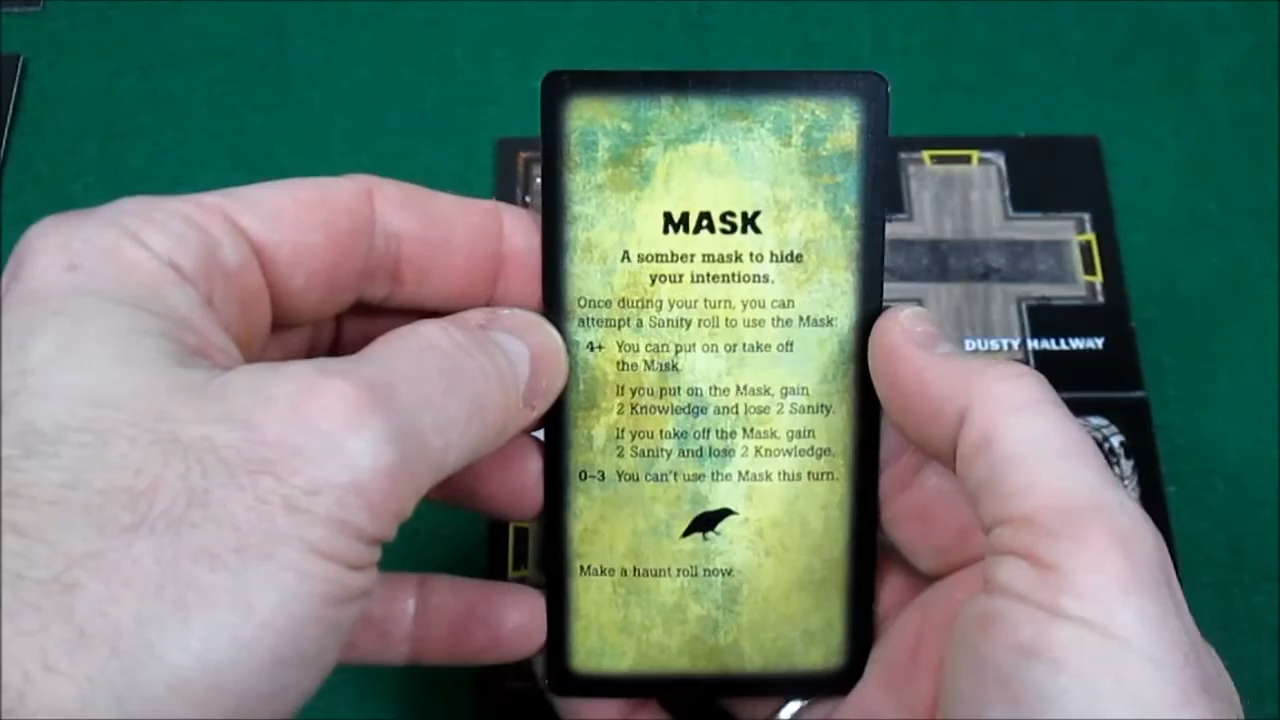 MASK
A somber mask to hide
your intentions.
Once during your turn, you can
attempt a Sanity roll to use the Mask:
4+ You can put on or take off
the Mask.
If you put on the Mask, gain
2 Knowledge and lose 2 Sanity.
If you take off the Mask, gain
2 Sanity and lose 2 Knowledge.
0–3 You can't use the Mask this turn.
Make a haunt roll now.
DUSTY HALLWAY